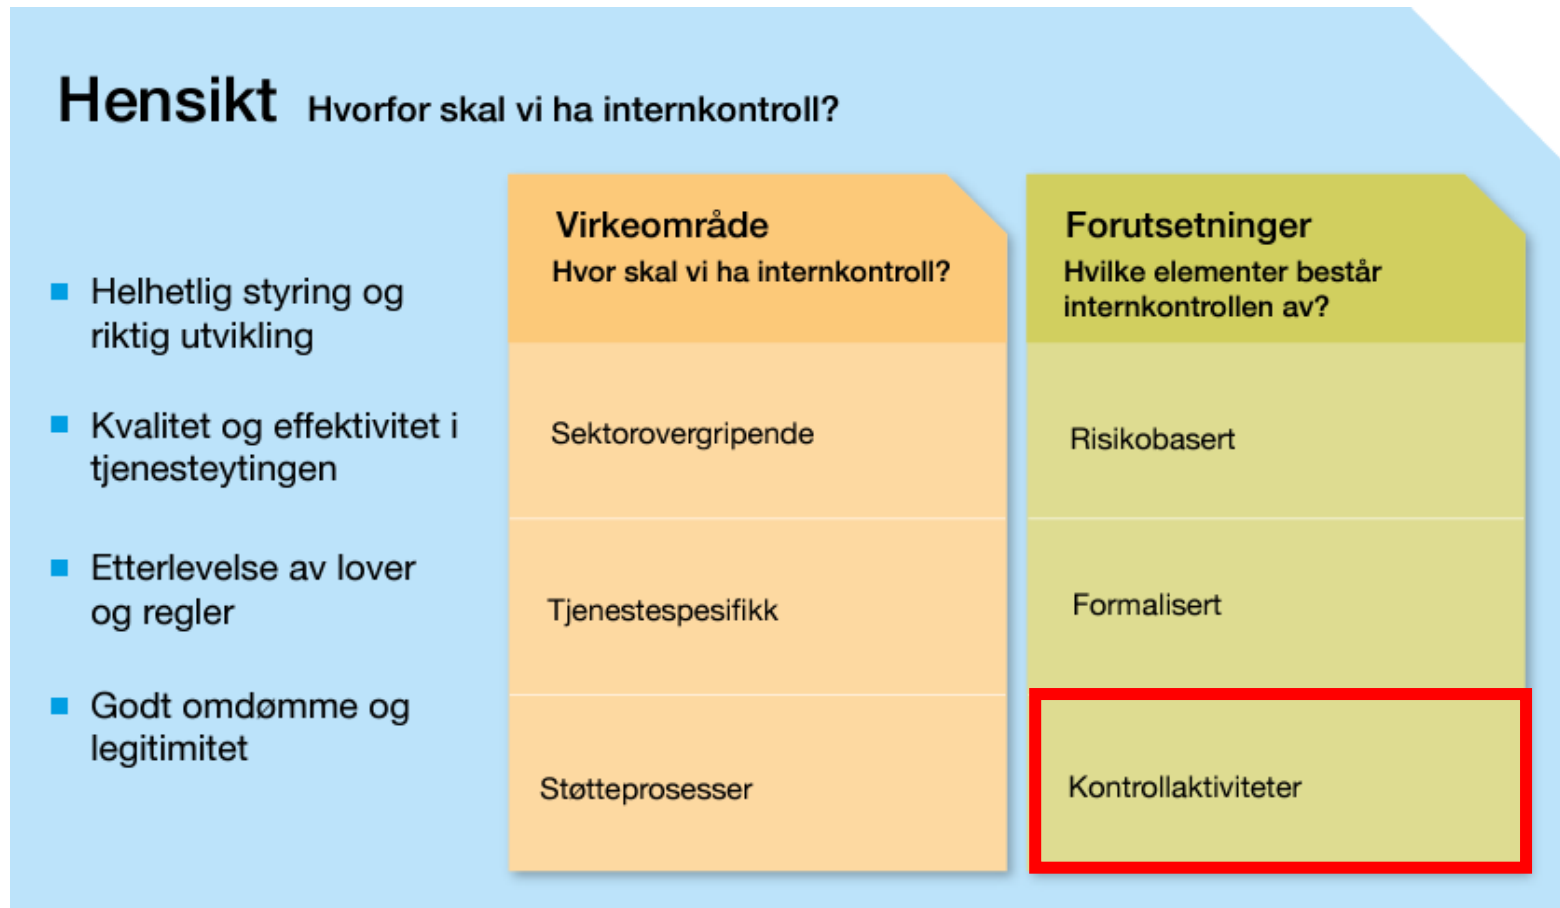 Hensikt Hvorfor skal vi ha internkontroll?
Helhetlig styring og
riktig utvikling
Kvalitet og effektivitet i
tjenesteytingen
Etterlevelse av lover
og regler
Godt omdømme og
legitimitet
Virkeområde
Hvor skal vi ha internkontroll?
Sektorovergripende
Tjenestespesifikk
Støtteprosesser
Forutsetninger
Hvilke elementer består
internkontrollen av?
Risikobasert
Formalisert
Kontrollaktiviteter